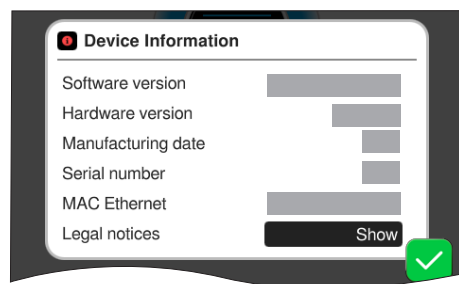 Device Information
Software version
Hardware version
Manufacturing date
Serial number
MAC Ethernet
Legal notices Show